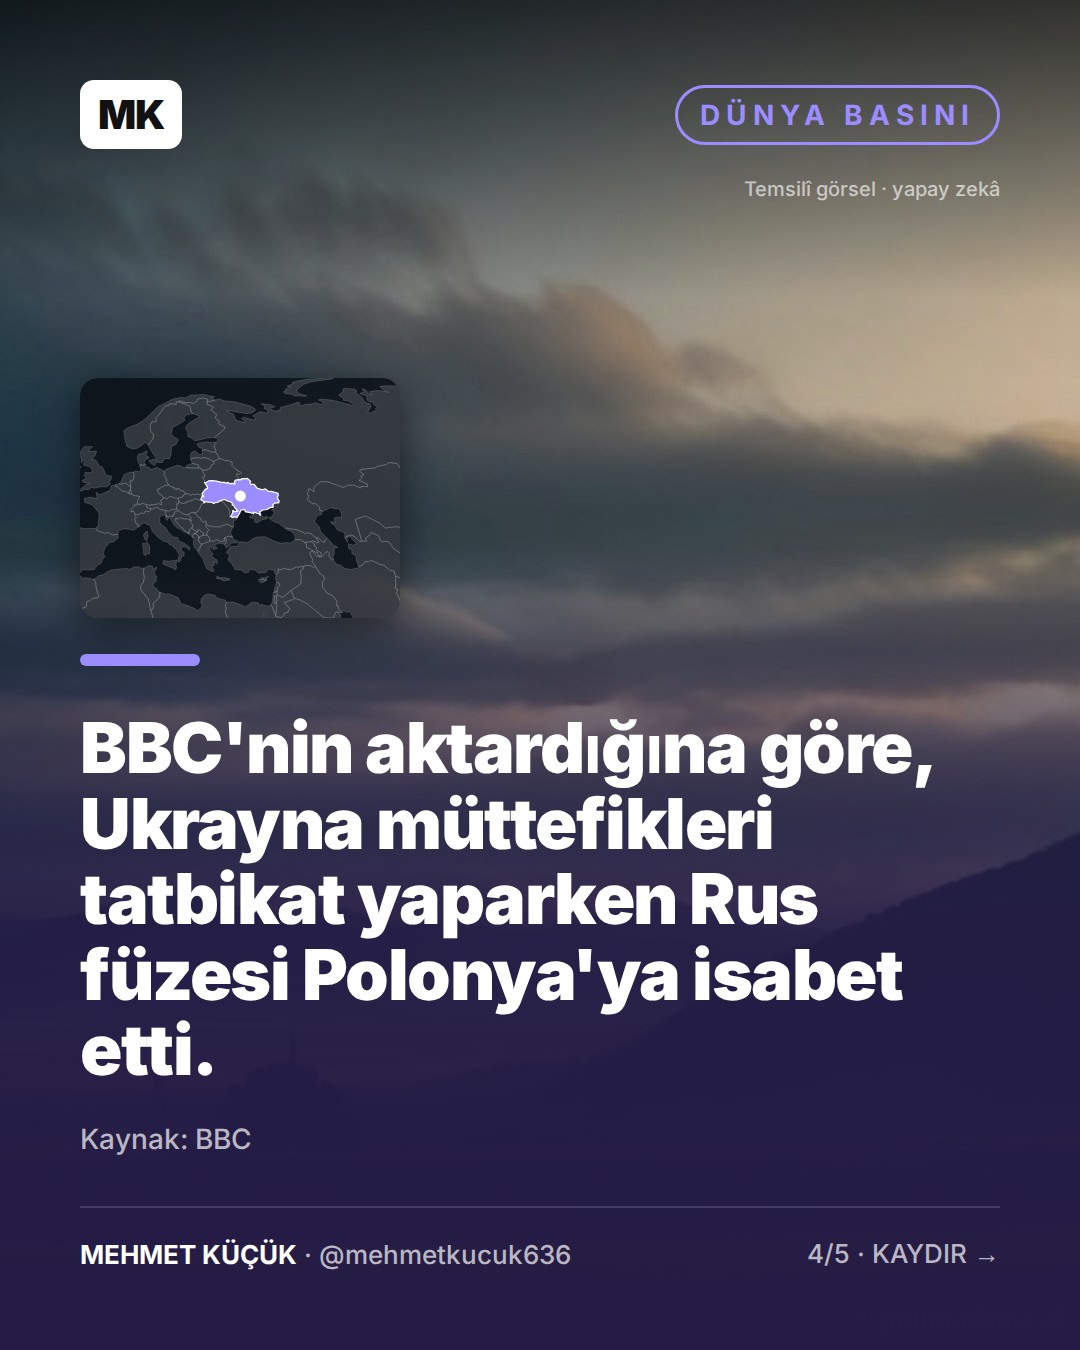 MK
DÜNYA BASINI
Temsilî görsel · yapay zekâ
BBC'nin aktardığına göre,
Ukrayna müttefikleri
tatbikat yaparken Rus
füzesi Polonya'ya isabet
etti.
Kaynak: BBC
MEHMET KÜÇÜK · @mehmetkucuk636
4/5 · KAYDIR →